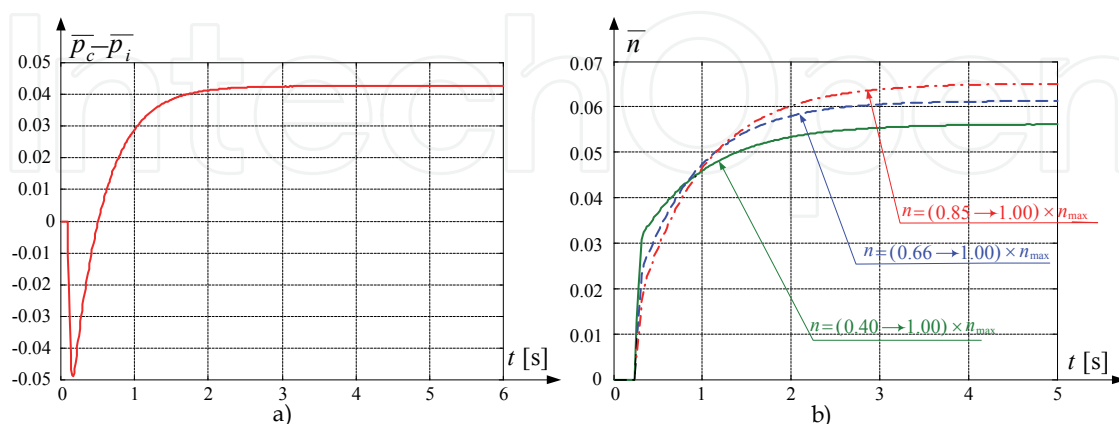 IntechOpen
p̅c̅–p̅i̅
0.05
0.04
0.03
0.02
0.01
0
-0.01
-0.02
-0.03
-0.04
-0.05
0 1 2 3 4 5 6
t [s]
a)
n̅
0.07
0.06
0.05
0.04
0.03
0.02
0.01
0
0 1 2 3 4 5
t [s]
n=(0.85→1.00)×nmax
n=(0.66→1.00)×nmax
n=(0.40→1.00)×nmax
b)